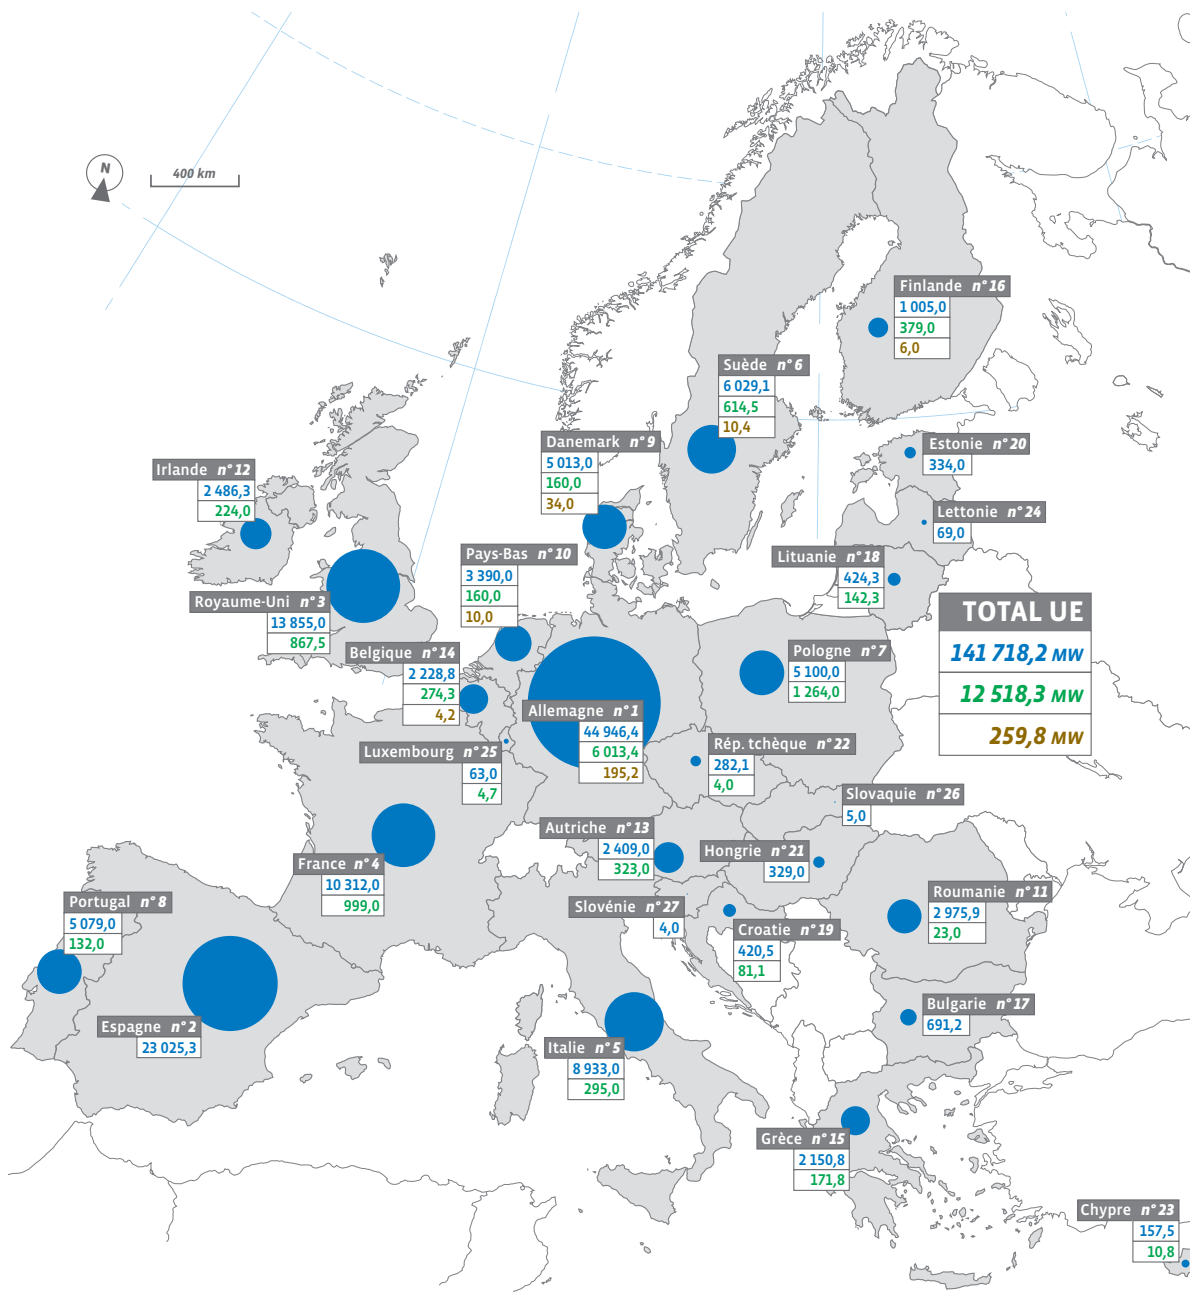 N
400 km
Finlande n°16
1 005,0
379,0
6,0
Suède n°6
6 029,1
614,5
10,4
Danemark n°9
5 013,0
160,0
34,0
Estonie n°20
334,0
Irlande n°12
2 486,3
224,0
Lettonie n°24
69,0
Pays-Bas n°10
3 390,0
160,0
10,0
Lituanie n°18
424,3
142,3
Royaume-Uni n°3
13 855,0
867,5
TOTAL UE
141 718,2 MW
12 518,3 MW
259,8 MW
Belgique n°14
2 228,8
274,3
4,2
Pologne n°7
5 100,0
1 264,0
Allemagne n°1
44 946,4
6 013,4
195,2
Luxembourg n°25
63,0
4,7
Rép. tchèque n°22
282,1
4,0
Slovaquie n°26
5,0
Autriche n°13
2 409,0
323,0
Hongrie n°21
329,0
France n°4
10 312,0
999,0
Roumanie n°11
2 975,9
23,0
Portugal n°8
5 079,0
132,0
Slovénie n°27
4,0
Croatie n°19
420,5
81,1
Bulgarie n°17
691,2
Espagne n°2
23 025,3
Italie n°5
8 933,0
295,0
Grèce n°15
2 150,8
171,8
Chypre n°23
157,5
10,8